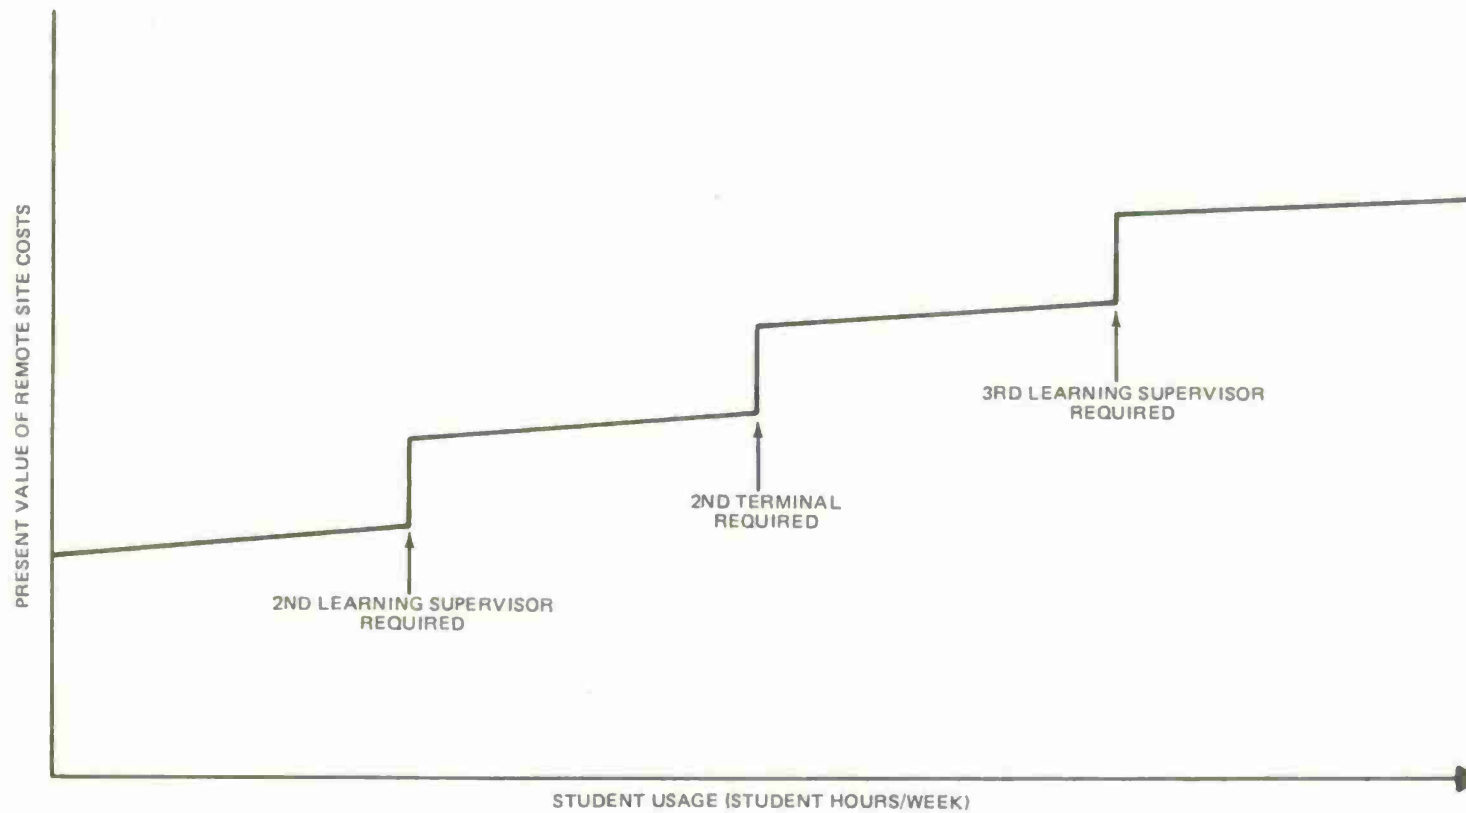 PRESENT VALUE OF REMOTE SITE COSTS
3RD LEARNING SUPERVISOR
REQUIRED
2ND TERMINAL
REQUIRED
2ND LEARNING SUPERVISOR
REQUIRED
STUDENT USAGE (STUDENT HOURS/WEEK)